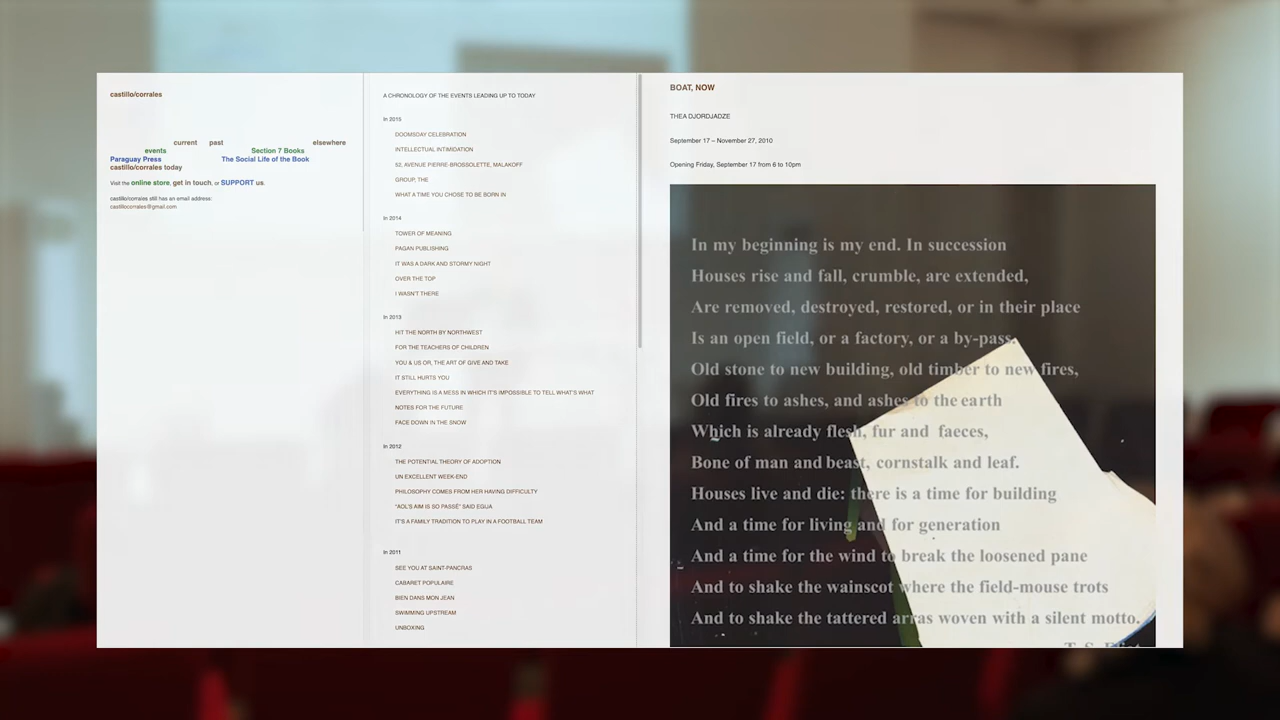 castillo/corrales
current past elsewhere
events Section 7 Books
Paraguay Press The Social Life of the Book
castillo/corrales today
Visit the online store, get in touch, or SUPPORT us.
castillo/corrales still has an email address:
castillocorrales@gmail.com
A CHRONOLOGY OF THE EVENTS LEADING UP TO TODAY
In 2015
DOOMSDAY CELEBRATION
INTELLECTUAL INTIMIDATION
52, AVENUE PIERRE-BROSSOLETTE, MALAKOFF
GROUP, THE
WHAT A TIME YOU CHOSE TO BE BORN IN
In 2014
TOWER OF MEANING
PAGAN PUBLISHING
IT WAS A DARK AND STORMY NIGHT
OVER THE TOP
I WASN'T THERE
In 2013
HIT THE NORTH BY NORTHWEST
FOR THE TEACHERS OF CHILDREN
YOU & US OR, THE ART OF GIVE AND TAKE
IT STILL HURTS YOU
EVERYTHING IS A MESS IN WHICH IT'S IMPOSSIBLE TO TELL WHAT'S WHAT
NOTES FOR THE FUTURE
FACE DOWN IN THE SNOW
In 2012
THE POTENTIAL THEORY OF ADOPTION
UN EXCELLENT WEEK-END
PHILOSOPHY COMES FROM HER HAVING DIFFICULTY
"AOL'S AIM IS SO PASSÉ" SAID EGIJA
IT'S A FAMILY TRADITION TO PLAY IN A FOOTBALL TEAM
In 2011
SEE YOU AT SAINT-PANCRAS
CABARET POPULAIRE
BIEN DANS MON JEAN
SWIMMING UPSTREAM
UNBOXING
BOAT, NOW
THEA DJORDJADZE
September 17 – November 27, 2010
Opening Friday, September 17 from 6 to 10pm
In my beginning is my end. In succession
Houses rise and fall, crumble, are extended,
Are removed, destroyed, restored, or in their place
Is an open field, or a factory, or a by-pass.
Old stone to new building, old timber to new fires,
Old fires to ashes, and ashes to the earth
Which is already flesh, fur and faeces,
Bone of man and beast, cornstalk and leaf.
Houses live and die: there is a time for building
And a time for living and for generation
And a time for the wind to break the loosened pane
And to shake the wainscot where the field-mouse trots
And to shake the tattered arras woven with a silent motto.
T. S. Eliot